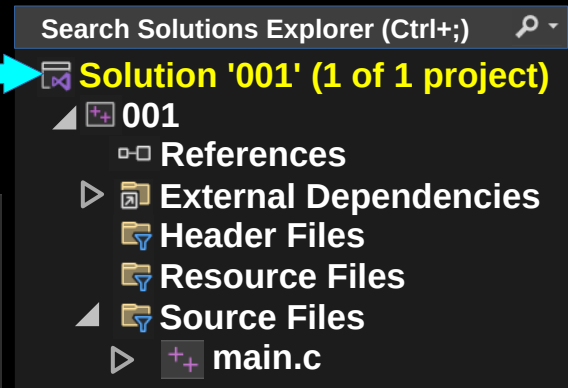 Search Solutions Explorer (Ctrl+;)
Solution '001' (1 of 1 project)
001
References
External Dependencies
Header Files
Resource Files
Source Files
main.c